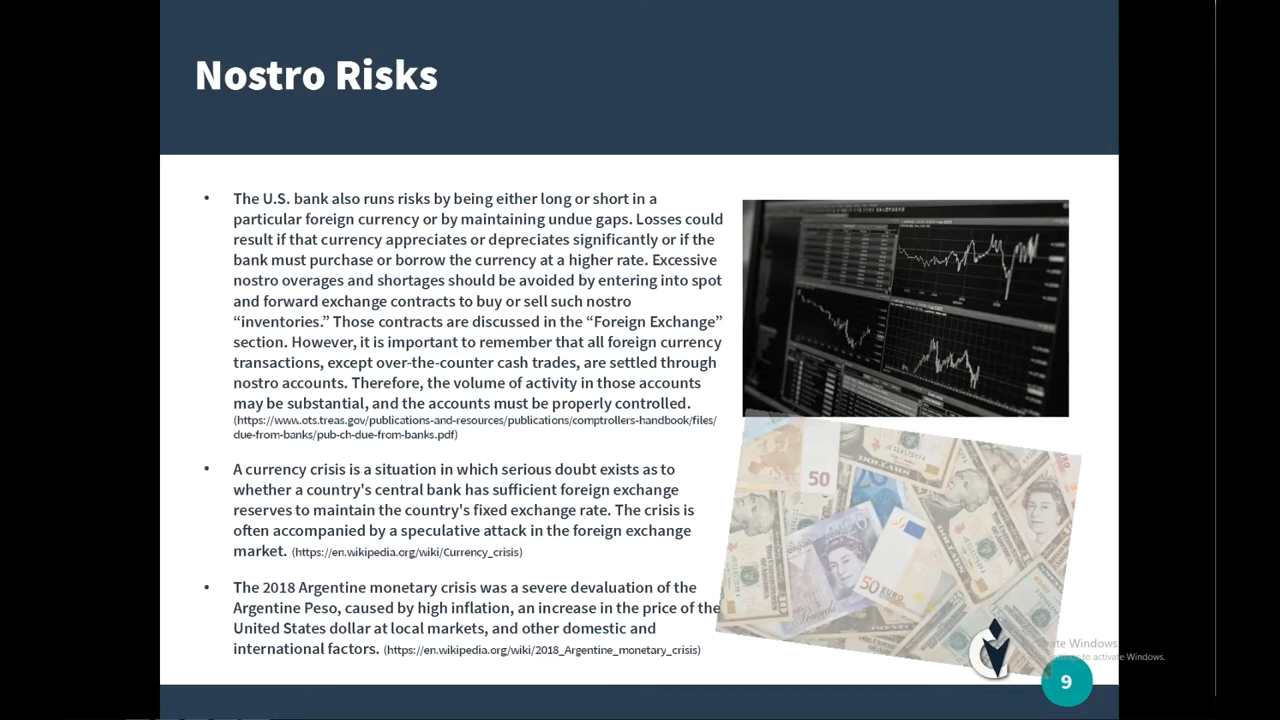 Nostro Risks
• The U.S. bank also runs risks by being either long or short in a
particular foreign currency or by maintaining undue gaps. Losses could
result if that currency appreciates or depreciates significantly or if the
bank must purchase or borrow the currency at a higher rate. Excessive
nostro overages and shortages should be avoided by entering into spot
and forward exchange contracts to buy or sell such nostro
“inventories.” Those contracts are discussed in the “Foreign Exchange”
section. However, it is important to remember that all foreign currency
transactions, except over-the-counter cash trades, are settled through
nostro accounts. Therefore, the volume of activity in those accounts
may be substantial, and the accounts must be properly controlled.
(https://www.ots.treas.gov/publications-and-resources/publications/comptrollers-handbook/files/
due-from-banks/pub-ch-due-from-banks.pdf)
• A currency crisis is a situation in which serious doubt exists as to
whether a country's central bank has sufficient foreign exchange
reserves to maintain the country's fixed exchange rate. The crisis is
often accompanied by a speculative attack in the foreign exchange
market. (https://en.wikipedia.org/wiki/Currency_crisis)
• The 2018 Argentine monetary crisis was a severe devaluation of the
Argentine Peso, caused by high inflation, an increase in the price of the
United States dollar at local markets, and other domestic and
international factors. (https://en.wikipedia.org/wiki/2018_Argentine_monetary_crisis)
50
DOLLARS
20
50 EURO
Windows
to activate Windows.
9